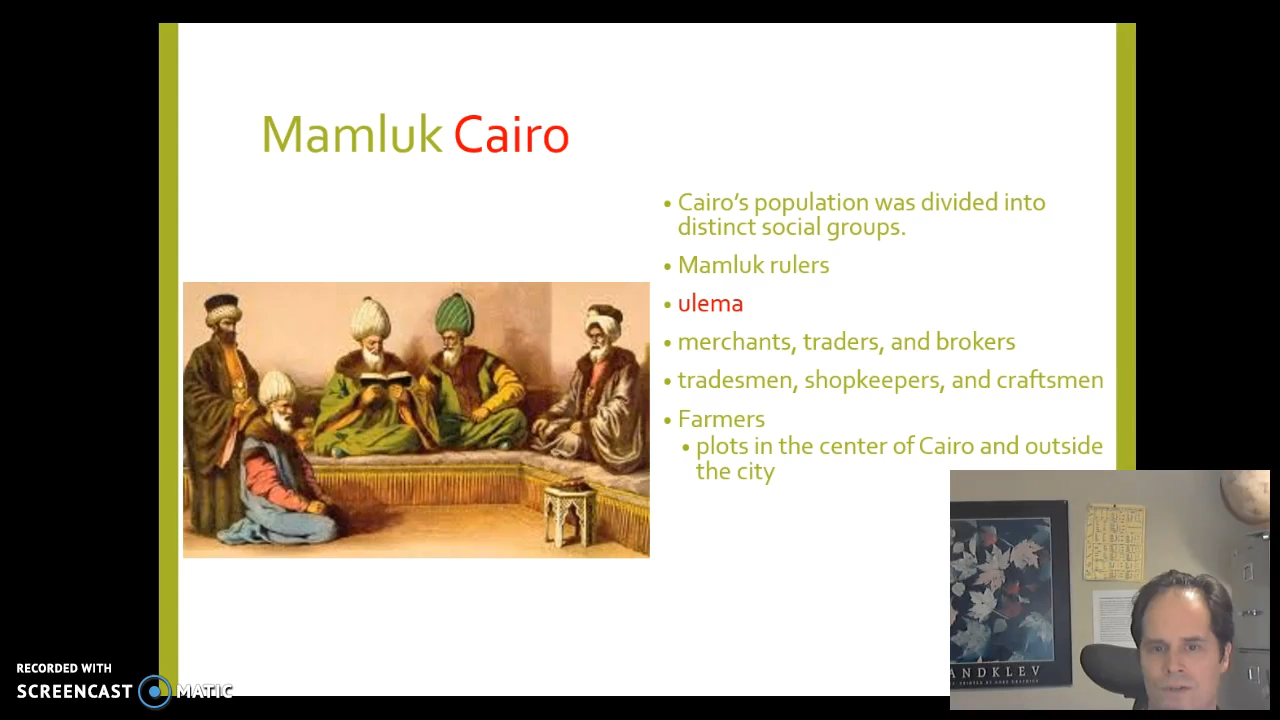 Mamluk Cairo
• Cairo's population was divided into
distinct social groups.
• Mamluk rulers
• ulema
• merchants, traders, and brokers
• tradesmen, shopkeepers, and craftsmen
• Farmers
• plots in the center of Cairo and outside
the city
ANDKLEV
RECORDED WITH
SCREENCAST MATIC